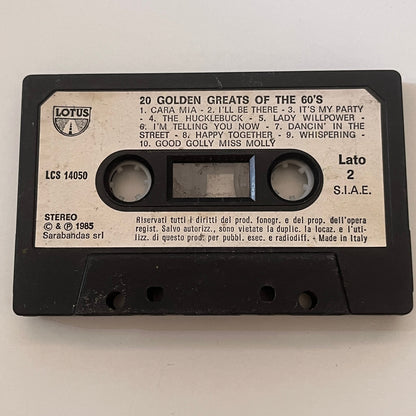 20 GOLDEN GREATS OF THE 60'S
LOTUS
1. CARA MIA - 2. I'LL BE THERE - 3. IT'S MY PARTY
- 4. THE HUCKLEBUCK - 5. LADY WILLPOWER -
6. I'M TELLING YOU NOW - 7. DANCIN' IN THE
STREET - 8. HAPPY TOGETHER - 9. WHISPERING -
10. GOOD GOLLY MISS MOLLY
LCS 14050
Lato
2
S.I.A.E.
STEREO
© & ℗ 1985
Sarabandas srl
Riservati tutti i diritti del prod. fonogr. e del prop. dell'opera
regist. Salvo autorizz., sono vietate la duplic. la locaz. e l'uti-
lizz. di questo prod. per pubbl. esec. e radiodiff. - Made in Italy